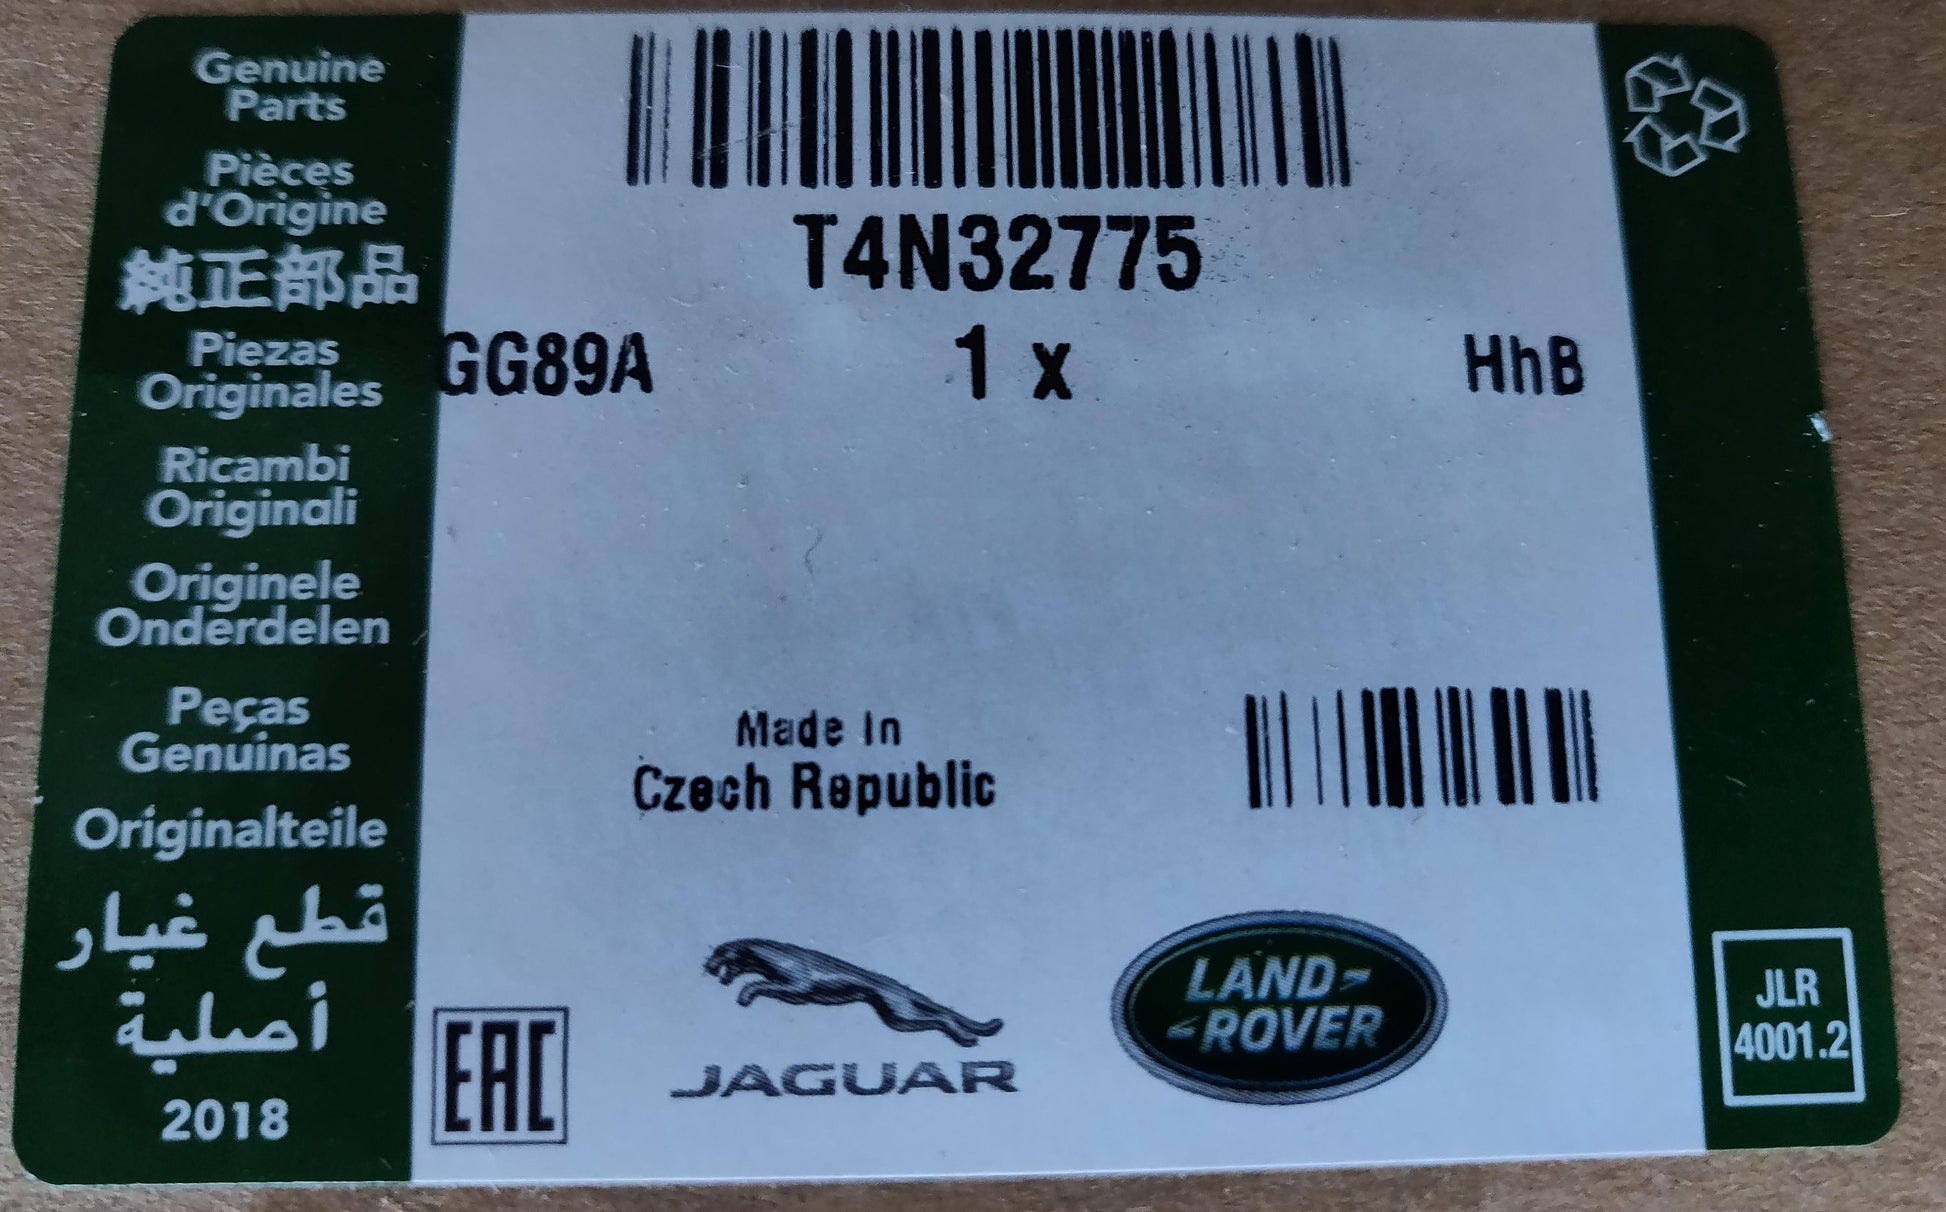 Genuine
Parts
Pièces
d'Origine
純正部品
Piezas
Originales
Ricambi
Originali
Originele
Onderdelen
Peças
Genuínas
Originalteile
قطع غيار
أصلية
2018
T4N32775
GG89A 1 x HhB
Made In
Czech Republic
EAC
JAGUAR
LAND-
-ROVER
JLR
4001.2